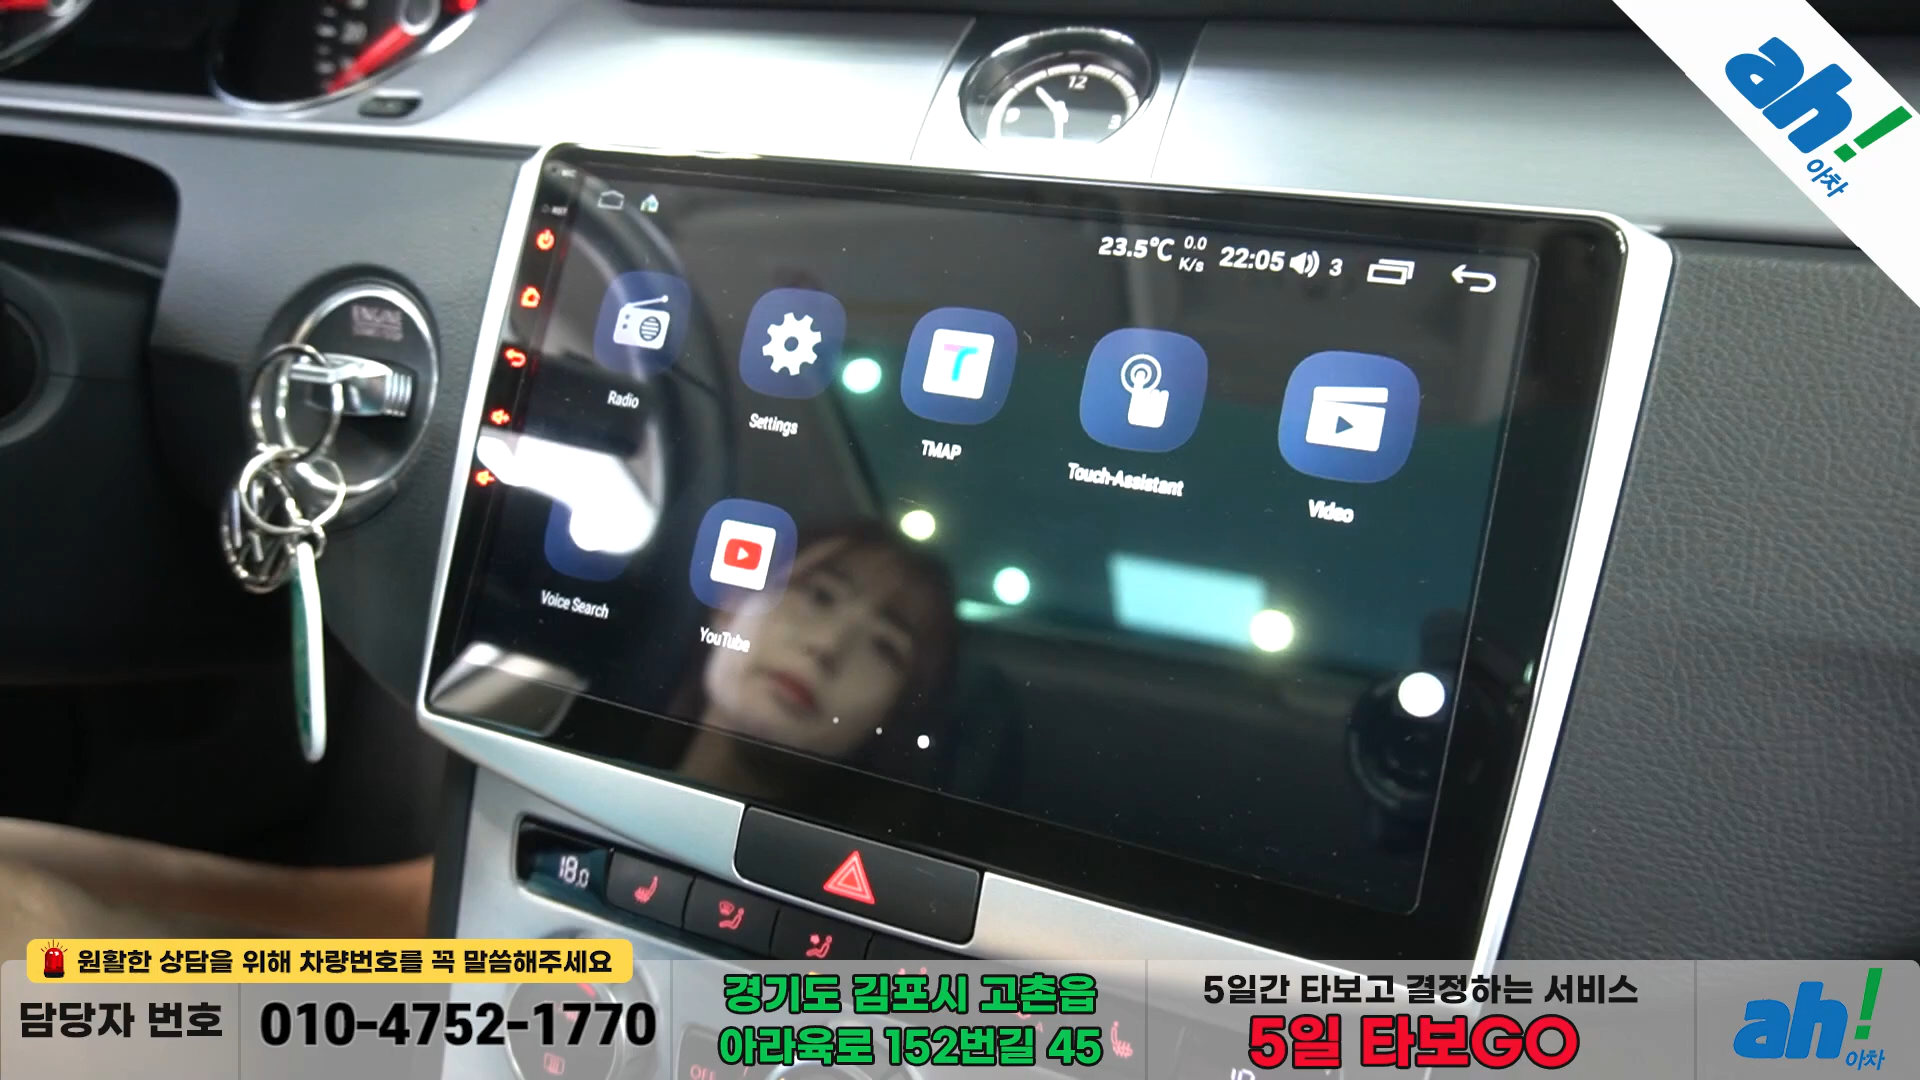 12
3
ah!
아차
23.5°C 0.0 K/s 22:05 3
Radio
Settings
TMAP
Touch-Assistant
Video
Voice Search
YouTube
18.0
원활한 상담을 위해 차량번호를 꼭 말씀해주세요
담당자 번호
010-4752-1770
경기도 김포시 고촌읍
아라육로 152번길 45
5일간 타보고 결정하는 서비스
5일 타보GO
ah!
아차
OFF